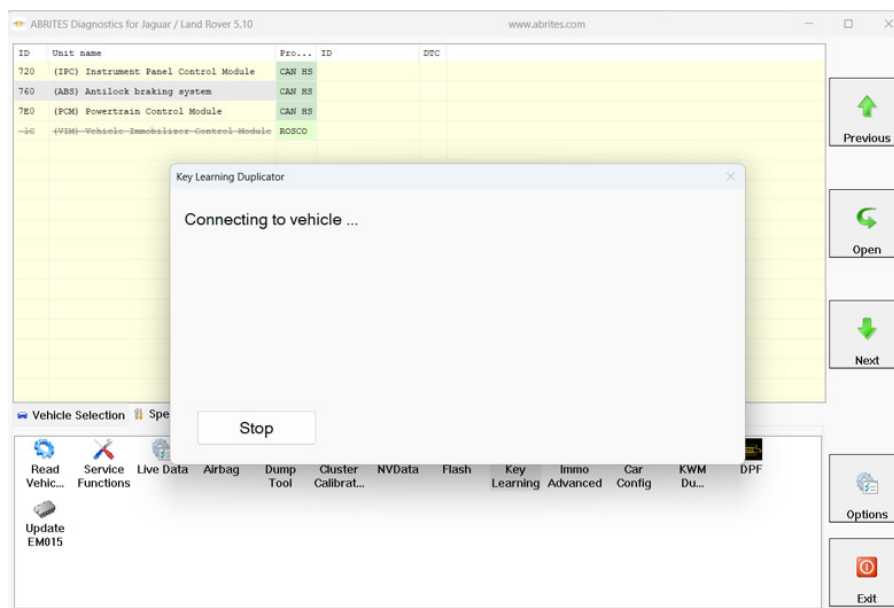 ABRITES Diagnostics for Jaguar / Land Rover 5.10 www.abrites.com
ID Unit name Pro... ID DTC
720 (IPC) Instrument Panel Control Module CAN HS
760 (ABS) Antilock braking system CAN HS
7E0 (PCM) Powertrain Control Module CAN HS
1C (VIM) Vehicle Immobiliser Control Module ROSCO
Previous
Key Learning Duplicator
Connecting to vehicle ...
Open
Next
Stop
Vehicle Selection Spe
Read Vehic...
Service Functions
Live Data
Airbag
Dump Tool
Cluster Calibrat...
NVData
Flash
Key Learning
Immo Advanced
Car Config
KWM Du...
DPF
Update EM015
Options
Exit